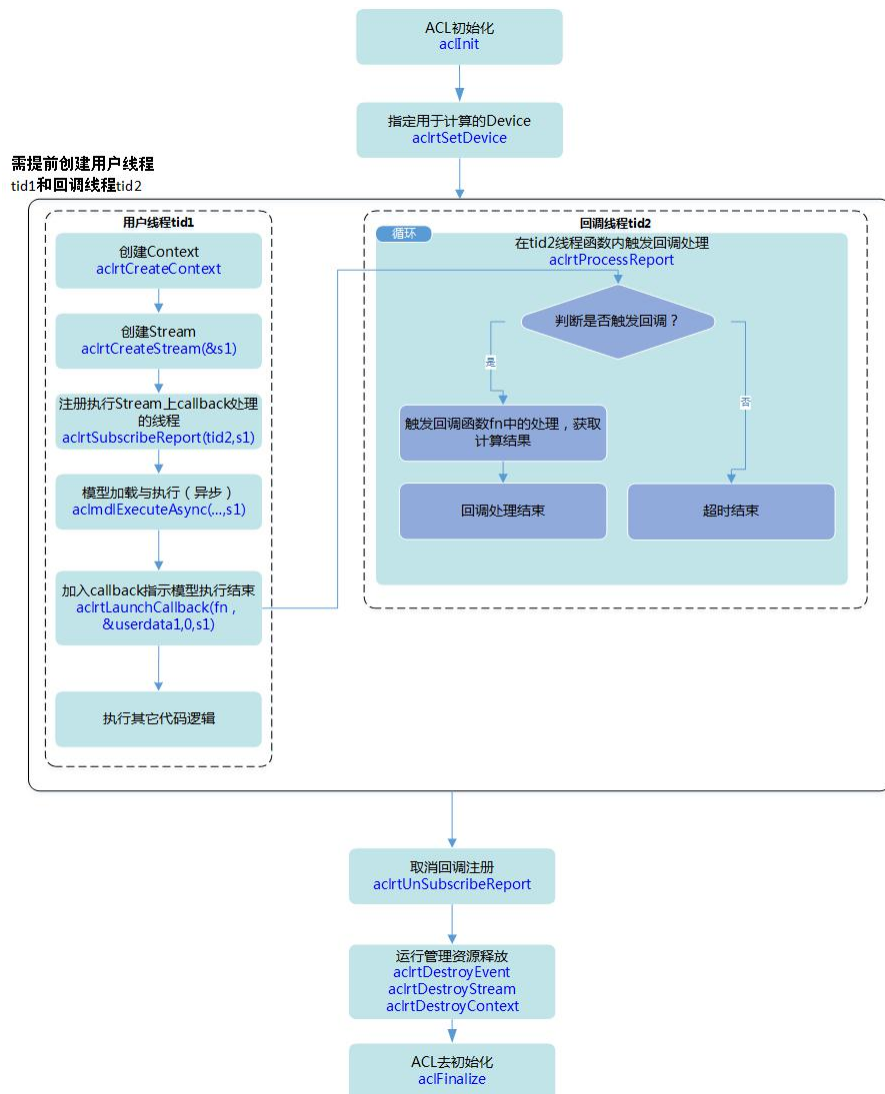 ACL初始化
aclInit
指定用于计算的Device
aclrtSetDevice
需提前创建用户线程
tid1和回调线程tid2
用户线程tid1
创建Context
aclrtCreateContext
创建Stream
aclrtCreateStream(&s1)
注册执行Stream上callback处理
的线程
aclrtSubscribeReport(tid2,s1)
模型加载与执行（异步）
aclmdlExecuteAsync(...,s1)
加入callback指示模型执行结束
aclrtLaunchCallback(fn，
&userdata1,0,s1)
执行其它代码逻辑
回调线程tid2
循环
在tid2线程函数内触发回调处理
aclrtProcessReport
判断是否触发回调？
是
否
触发回调函数fn中的处理，获取
计算结果
回调处理结束
超时结束
取消回调注册
aclrtUnSubscribeReport
运行管理资源释放
aclrtDestroyEvent
aclrtDestroyStream
aclrtDestroyContext
ACL去初始化
aclFinalize